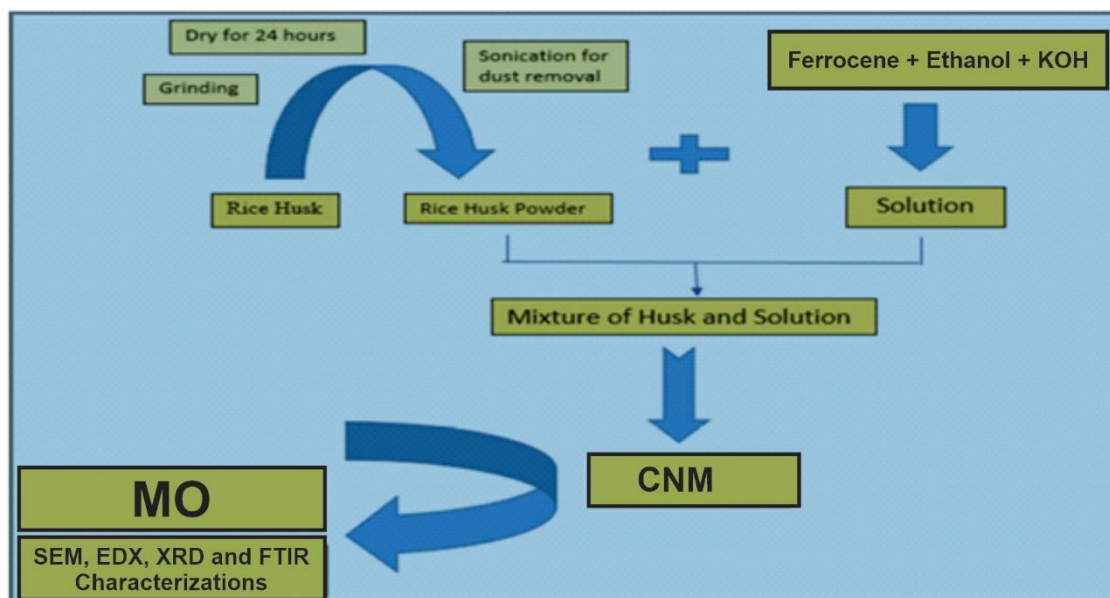 Dry for 24 hours
Grinding
Sonication for
dust removal
Ferrocene + Ethanol + KOH
Rice Husk
Rice Husk Powder
Solution
Mixture of Husk and Solution
CNM
MO
SEM, EDX, XRD and FTIR
Characterizations